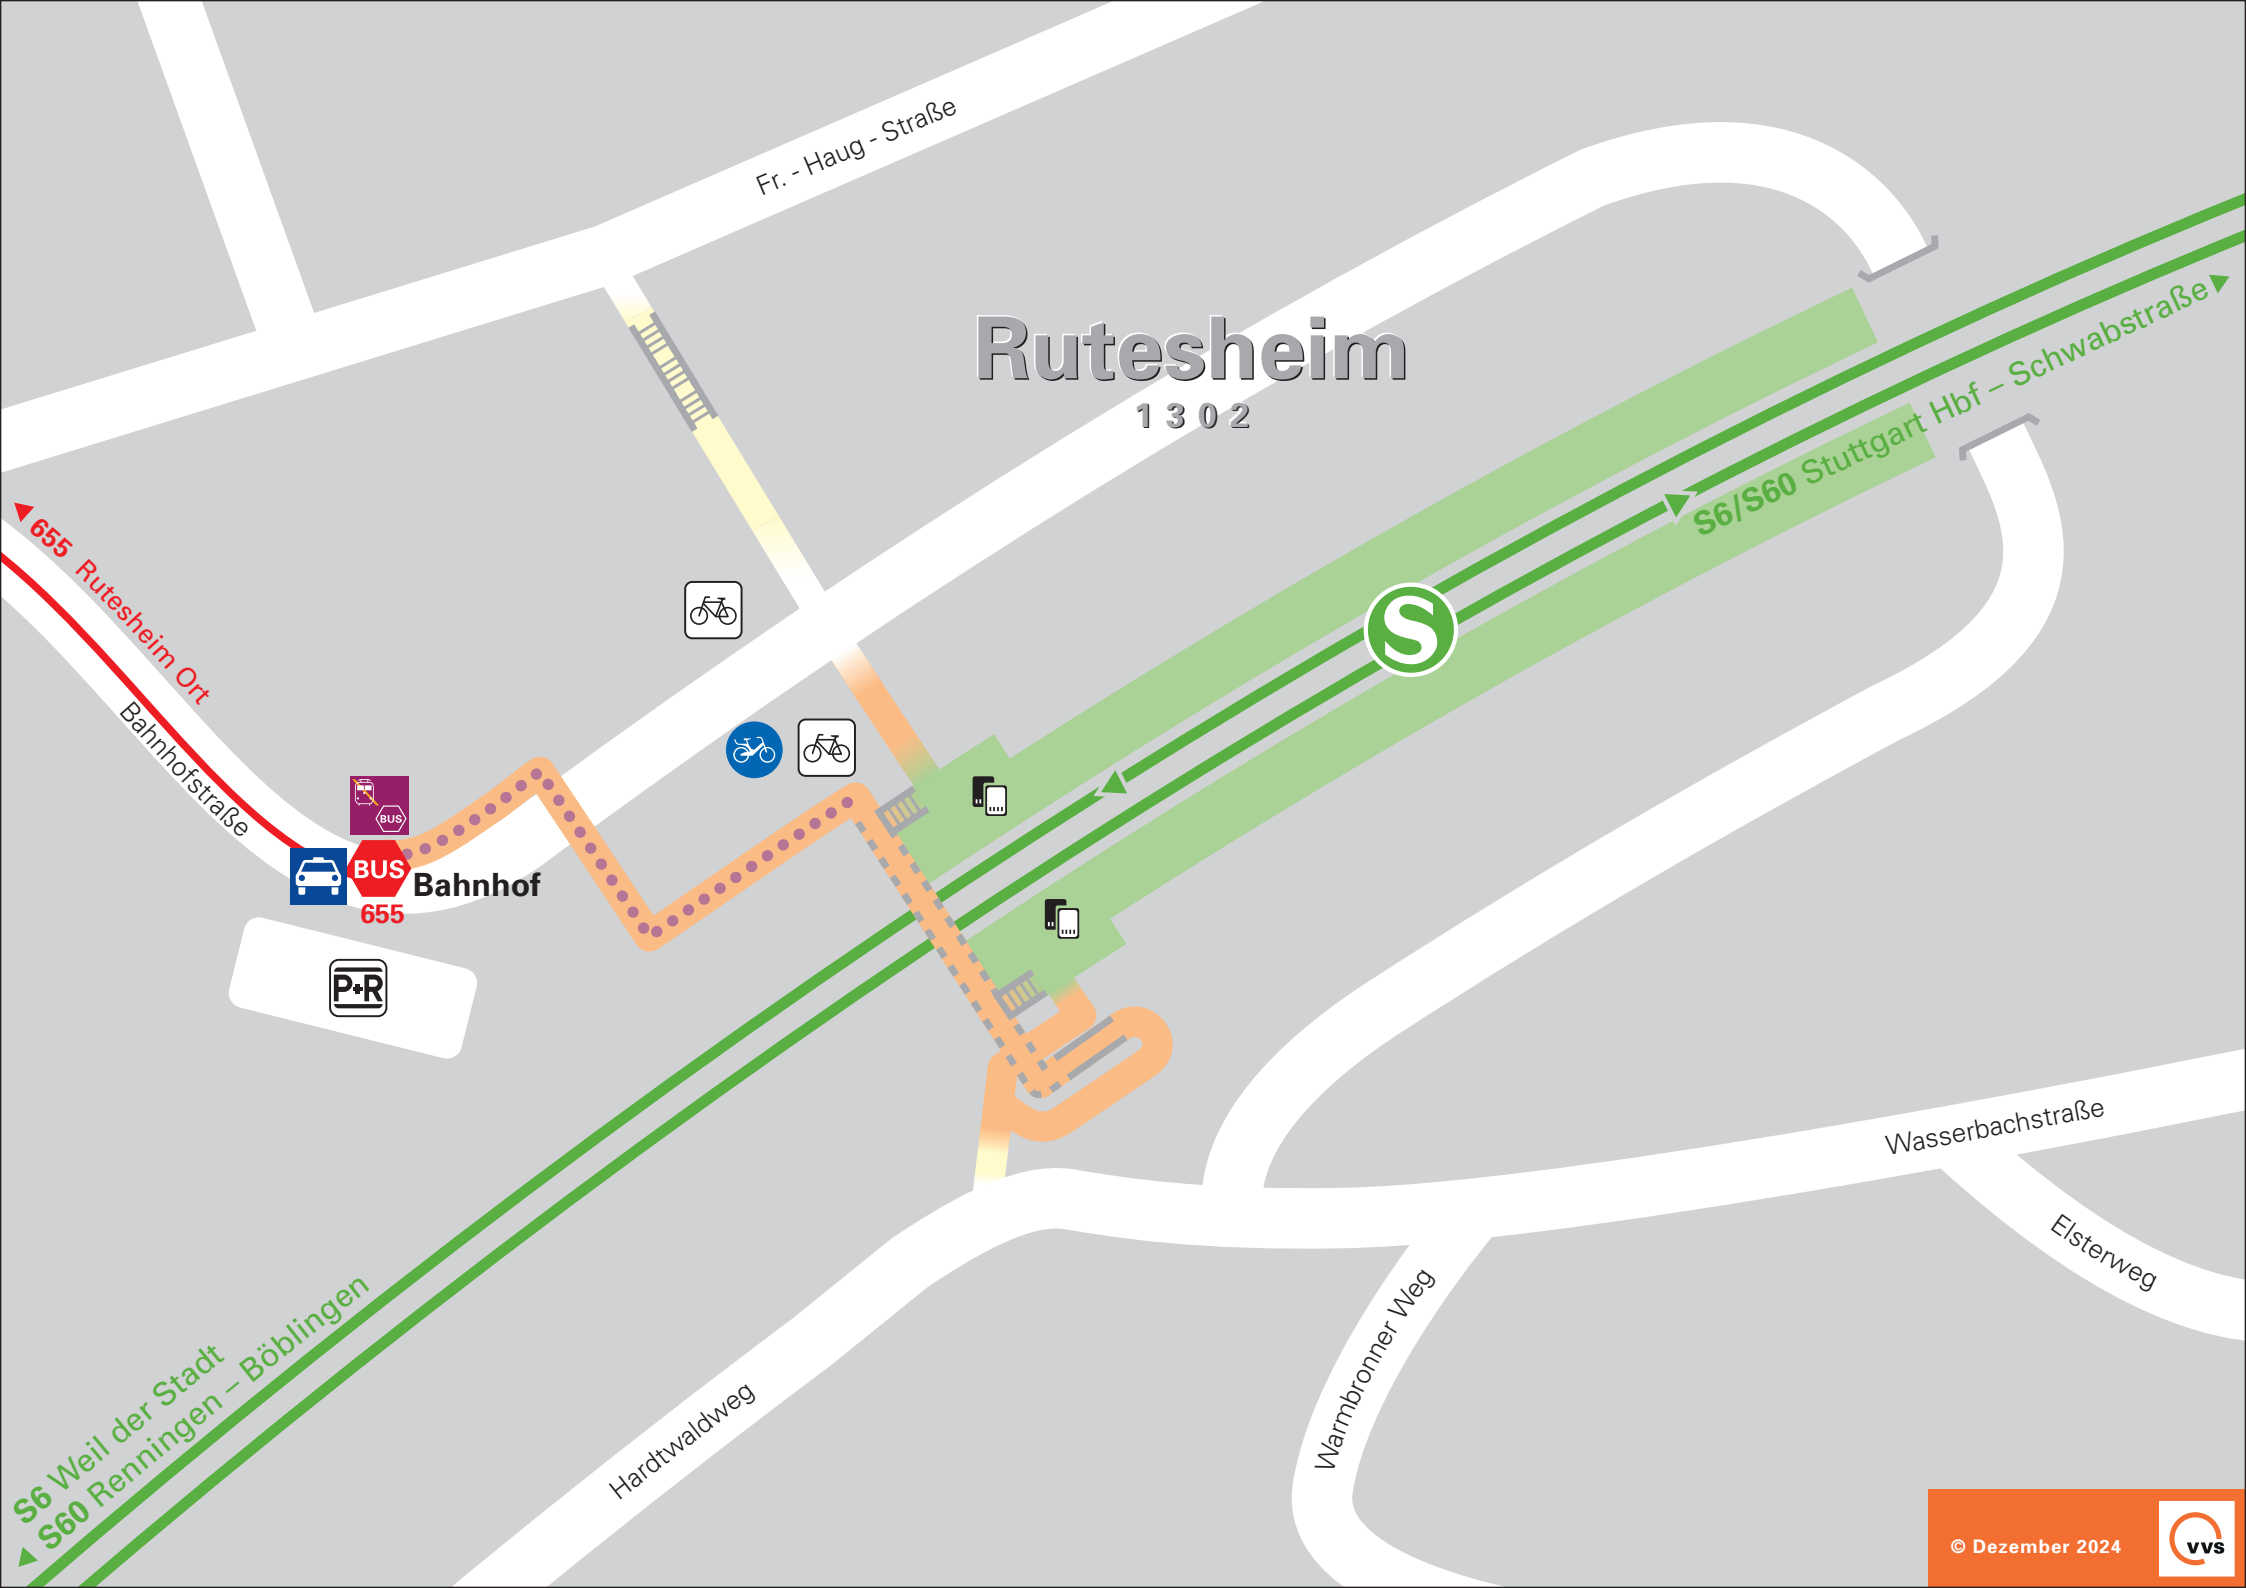 Fr. - Haug - Straße
Rutesheim
1302
S6/S60 Stuttgart Hbf – Schwabstraße
655 Rutesheim Ort
Bahnhofstraße
BUS
BUS
Bahnhof
655
P+R
S
Wasserbachstraße
Elsterweg
Warmbronner Weg
Hardtwaldweg
S6 Weil der Stadt
S60 Renningen – Böblingen
© Dezember 2024
VVS